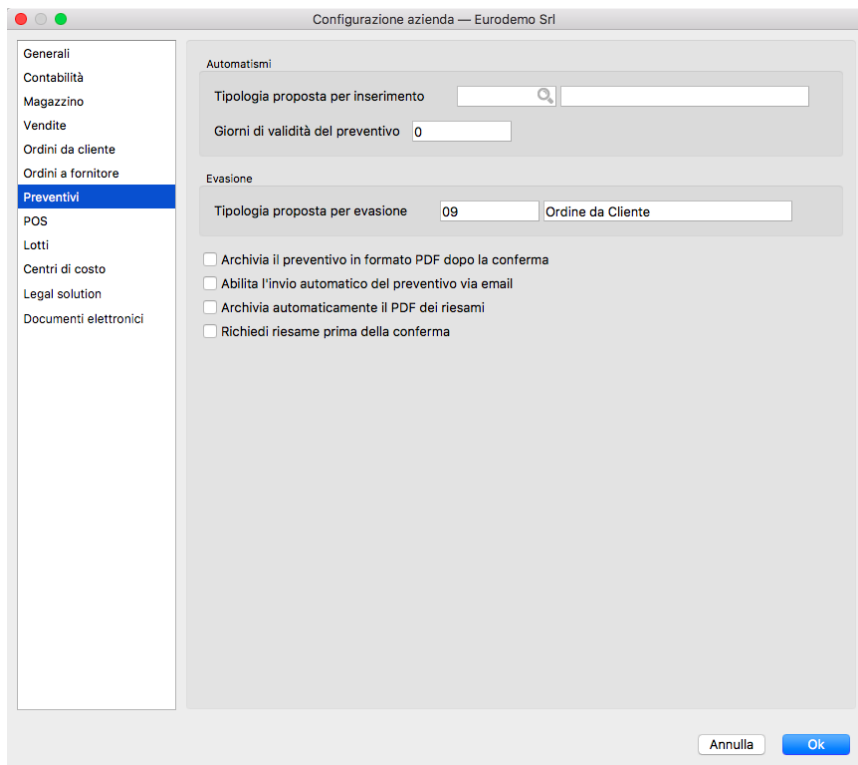 Configurazione azienda — Eurodemo Srl
Generali
Contabilità
Magazzino
Vendite
Ordini da cliente
Ordini a fornitore
Preventivi
POS
Lotti
Centri di costo
Legal solution
Documenti elettronici
Automatismi
Tipologia proposta per inserimento
Giorni di validità del preventivo 0
Evasione
Tipologia proposta per evasione 09 Ordine da Cliente
Archivia il preventivo in formato PDF dopo la conferma
Abilita l'invio automatico del preventivo via email
Archivia automaticamente il PDF dei riesami
Richiedi riesame prima della conferma
Annulla Ok